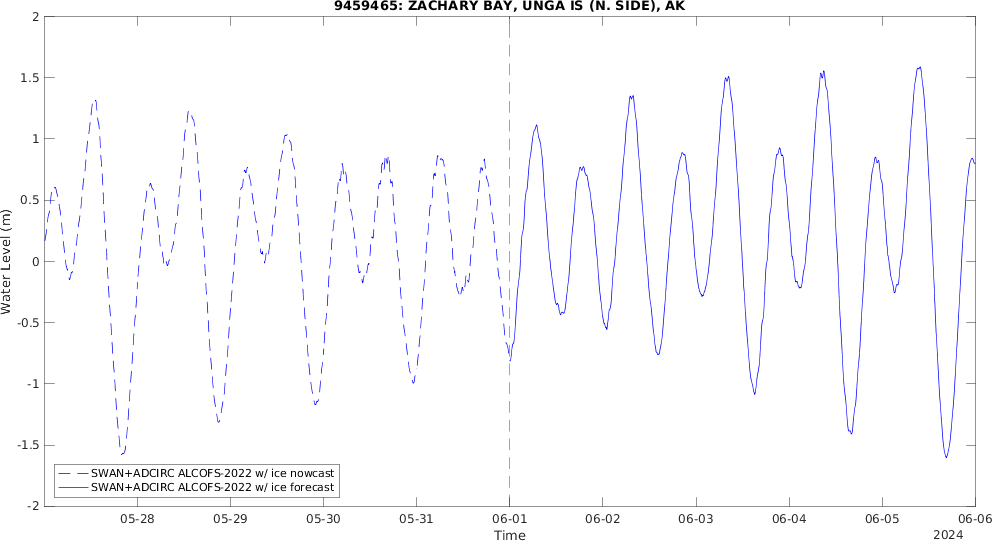 9459465: ZACHARY BAY, UNGA IS (N. SIDE), AK
2
1.5
1
0.5
0
-0.5
-1
-1.5
-2
Water Level (m)
SWAN+ADCIRC ALCOFS-2022 w/ ice nowcast
SWAN+ADCIRC ALCOFS-2022 w/ ice forecast
05-28 05-29 05-30 05-31 06-01 06-02 06-03 06-04 06-05 06-06
Time
2024